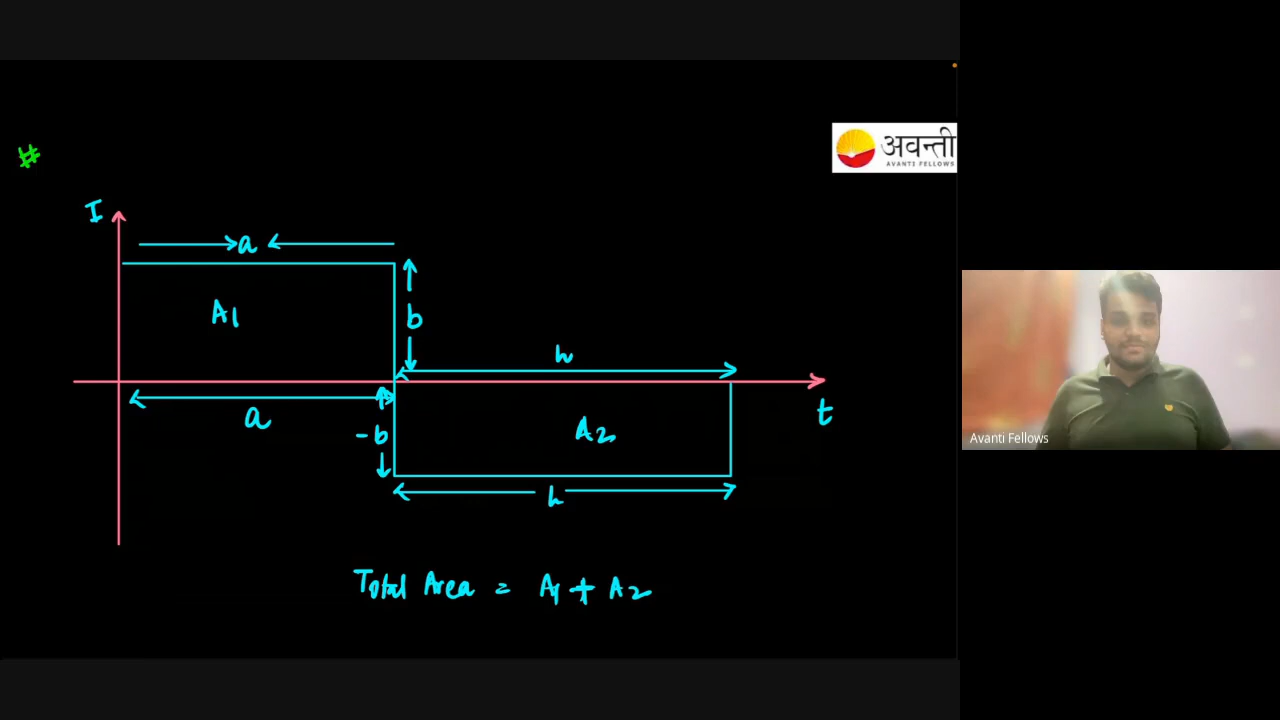 #
अवन्ती
AVANTI FELLOWS
I
a
A1
b
h
a
t
-b
A2
h
Total Area = A1 + A2
Avanti Fellows